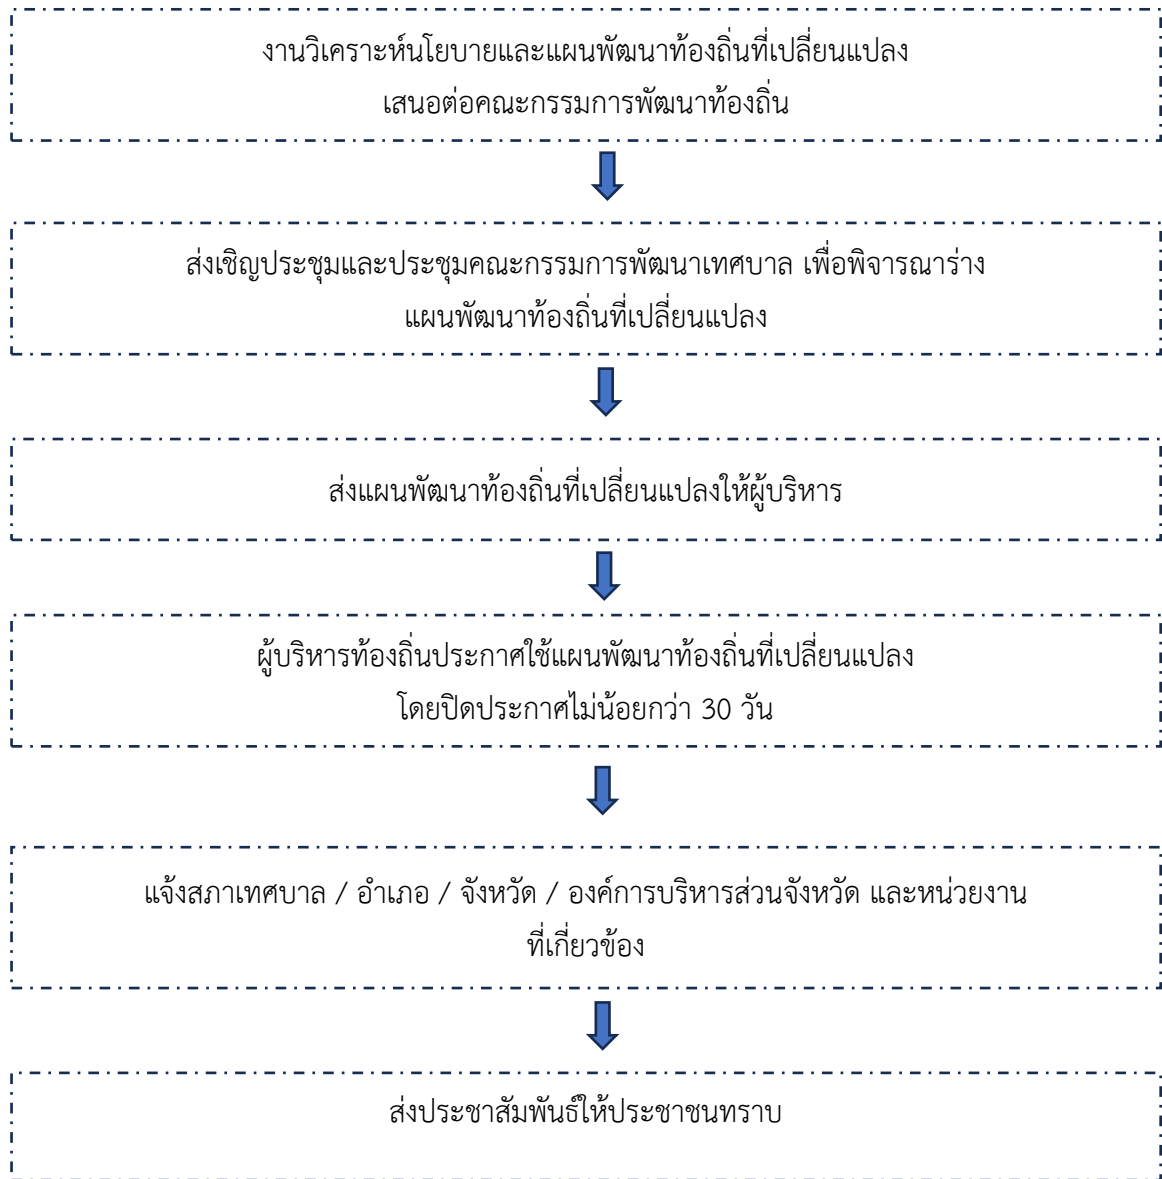 งานวิเคราะห์นโยบายและแผนพัฒนาท้องถิ่นที่เปลี่ยนแปลง
เสนอต่อคณะกรรมการพัฒนาท้องถิ่น
ส่งเชิญประชุมและประชุมคณะกรรมการพัฒนาเทศบาล เพื่อพิจารณาร่าง
แผนพัฒนาท้องถิ่นที่เปลี่ยนแปลง
ส่งแผนพัฒนาท้องถิ่นที่เปลี่ยนแปลงให้ผู้บริหาร
ผู้บริหารท้องถิ่นประกาศใช้แผนพัฒนาท้องถิ่นที่เปลี่ยนแปลง
โดยปิดประกาศไม่น้อยกว่า 30 วัน
แจ้งสภาเทศบาล / อำเภอ / จังหวัด / องค์การบริหารส่วนจังหวัด และหน่วยงาน
ที่เกี่ยวข้อง
ส่งประชาสัมพันธ์ให้ประชาชนทราบ